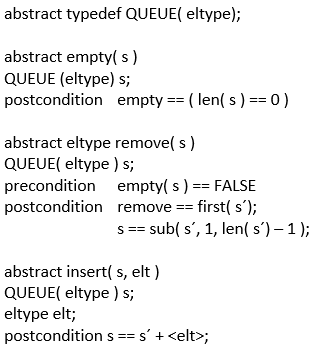 abstract typedef QUEUE( eltype);
abstract empty( s )
QUEUE (eltype) s;
postcondition empty == ( len( s ) == 0 )
abstract eltype remove( s )
QUEUE( eltype ) s;
precondition empty( s ) == FALSE
postcondition remove == first( s´);
s == sub( s´, 1, len( s´) – 1 );
abstract insert( s, elt )
QUEUE( eltype ) s;
eltype elt;
postcondition s == s´ + <elt>;